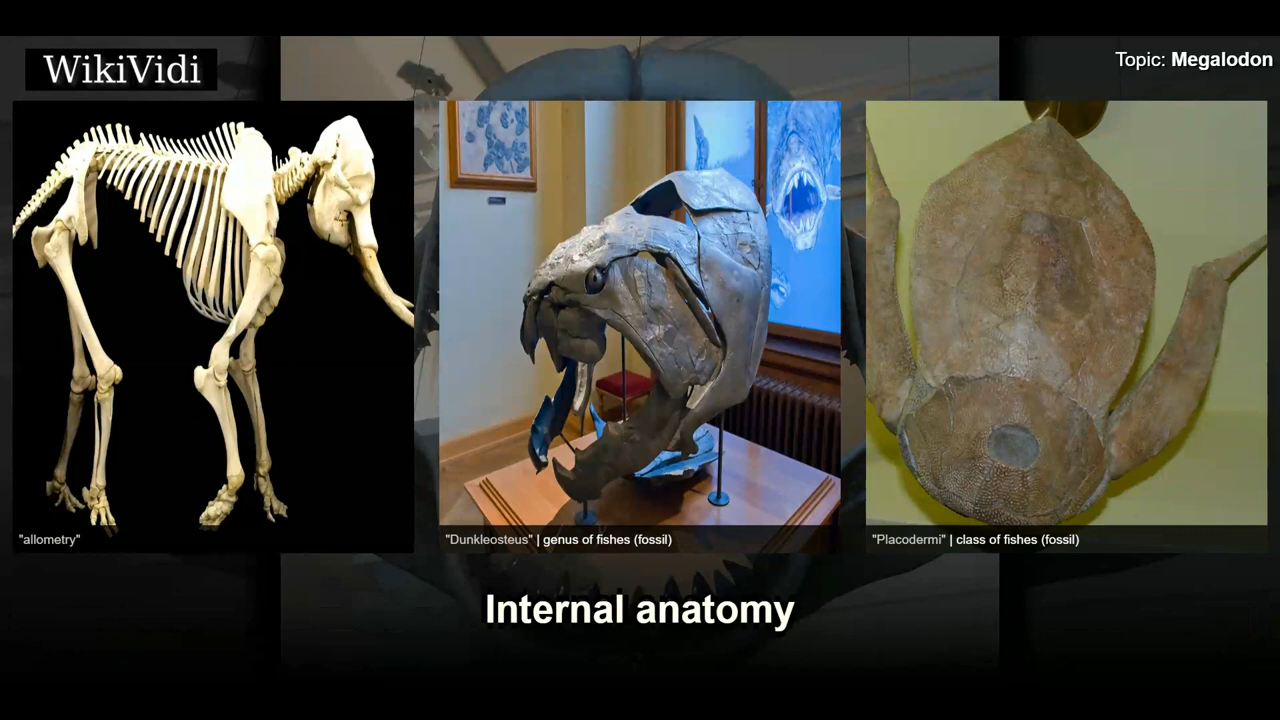 WikiVidi
Topic: Megalodon
"allometry"
"Dunkleosteus" | genus of fishes (fossil)
"Placodermi" | class of fishes (fossil)
Internal anatomy